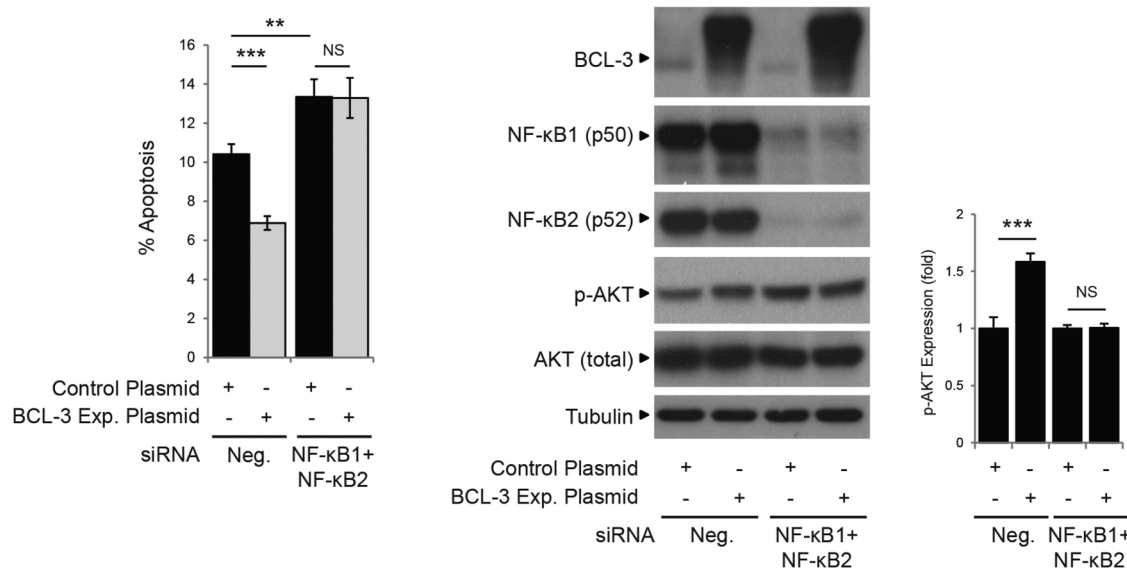 **
***
NS
16
14
12
10
8
6
4
2
0
% Apoptosis
Control Plasmid + - + -
BCL-3 Exp. Plasmid - + - +
siRNA Neg. NF-κB1+
NF-κB2
BCL-3
NF-κB1 (p50)
NF-κB2 (p52)
p-AKT
AKT (total)
Tubulin
Control Plasmid + - + -
BCL-3 Exp. Plasmid - + - +
siRNA Neg. NF-κB1+
NF-κB2
2
1.5
1
0.5
0
p-AKT Expression (fold)
***
NS
+ - + -
- + - +
Neg. NF-κB1+
NF-κB2